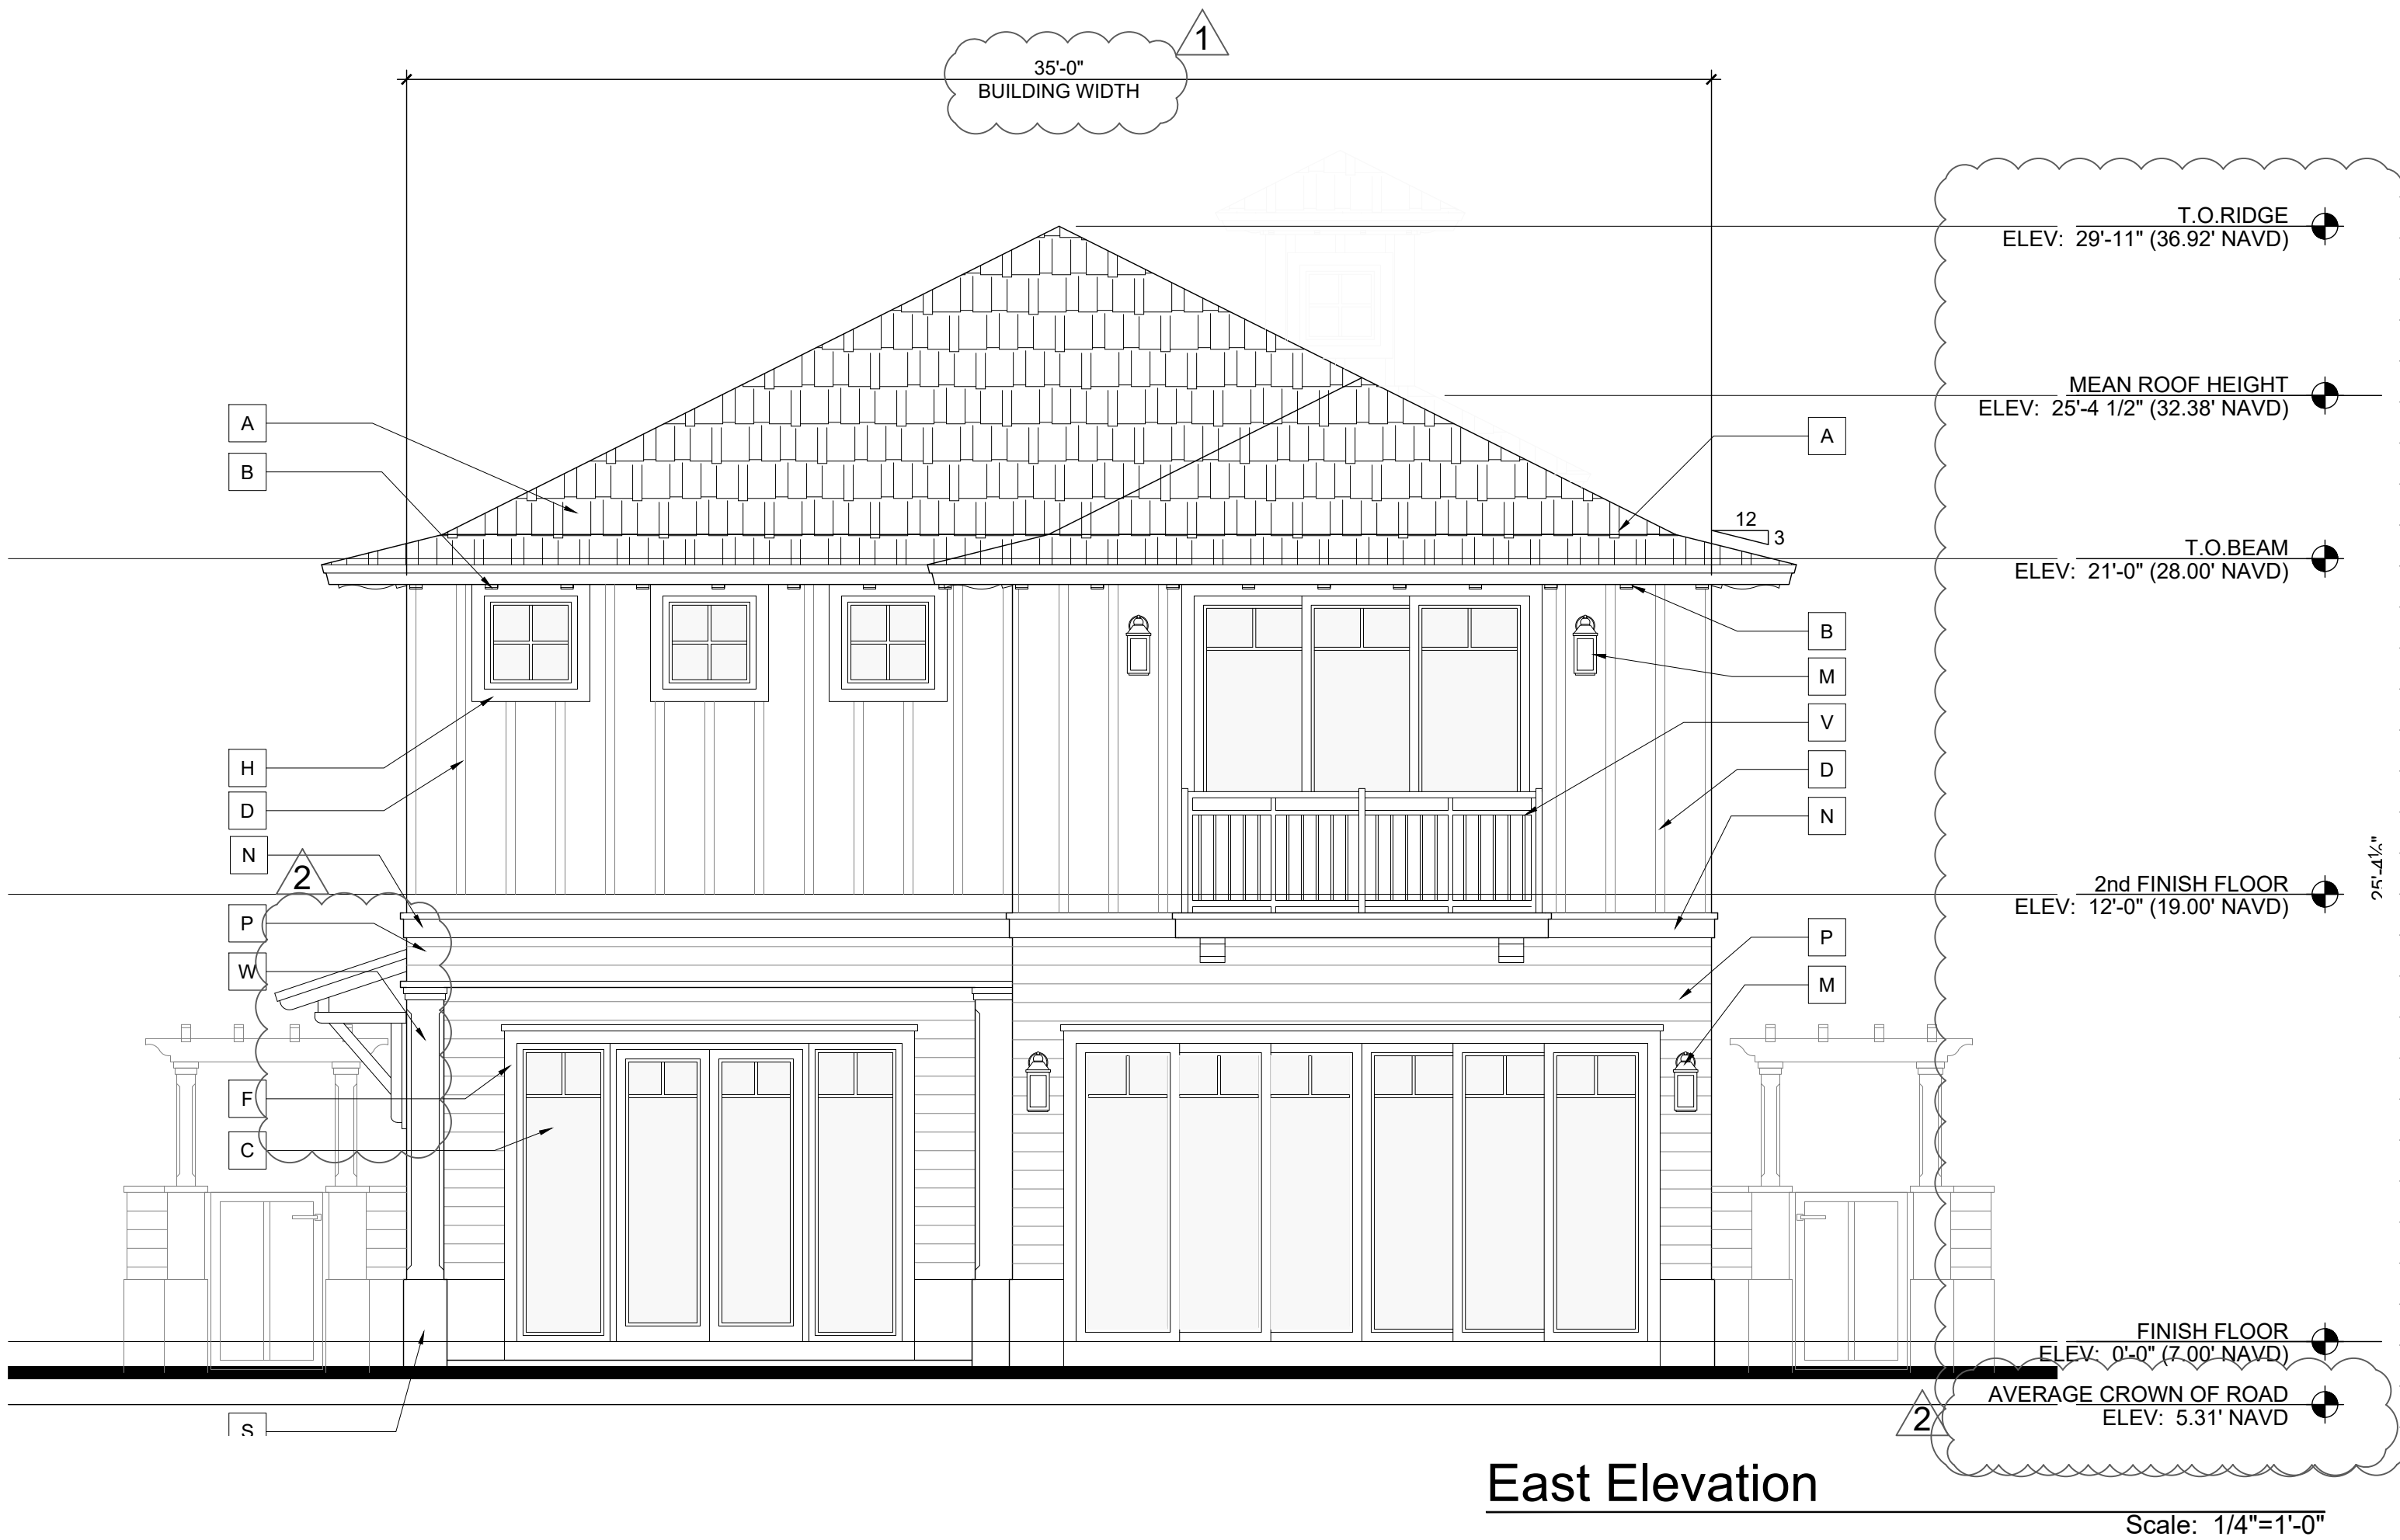 1
35'-0"
BUILDING WIDTH
T.O.RIDGE
ELEV: 29'-11" (36.92' NAVD)
MEAN ROOF HEIGHT
ELEV: 25'-4 1/2" (32.38' NAVD)
A
A
B
12
3
T.O.BEAM
ELEV: 21'-0" (28.00' NAVD)
B
M
V
H
D
D
N
N
25'-4½"
2
2nd FINISH FLOOR
ELEV: 12'-0" (19.00' NAVD)
P
P
W
M
F
C
FINISH FLOOR
ELEV: 0'-0" (7.00' NAVD)
AVERAGE CROWN OF ROAD
ELEV: 5.31' NAVD
2
S
East Elevation
Scale: 1/4"=1'-0"